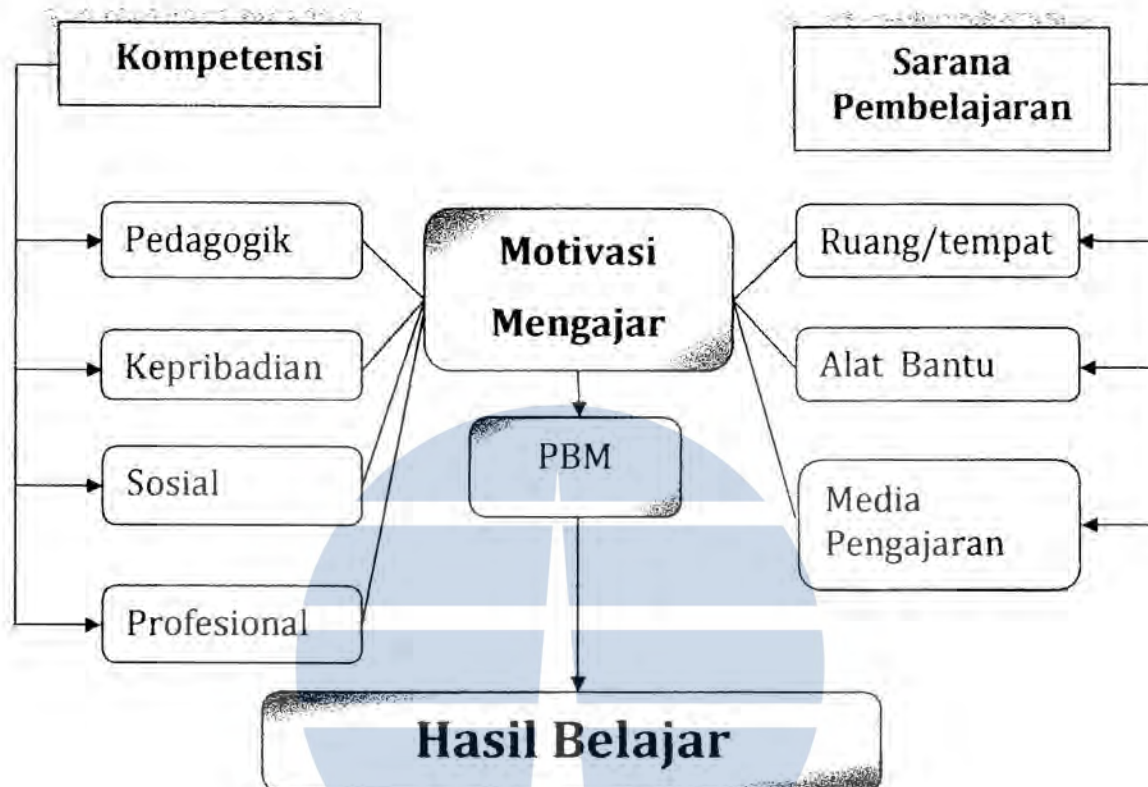 Kompetensi
Sarana
Pembelajaran
Pedagogik
Kepribadian
Sosial
Profesional
Motivasi
Mengajar
PBM
Ruang/tempat
Alat Bantu
Media
Pengajaran
Hasil Belajar